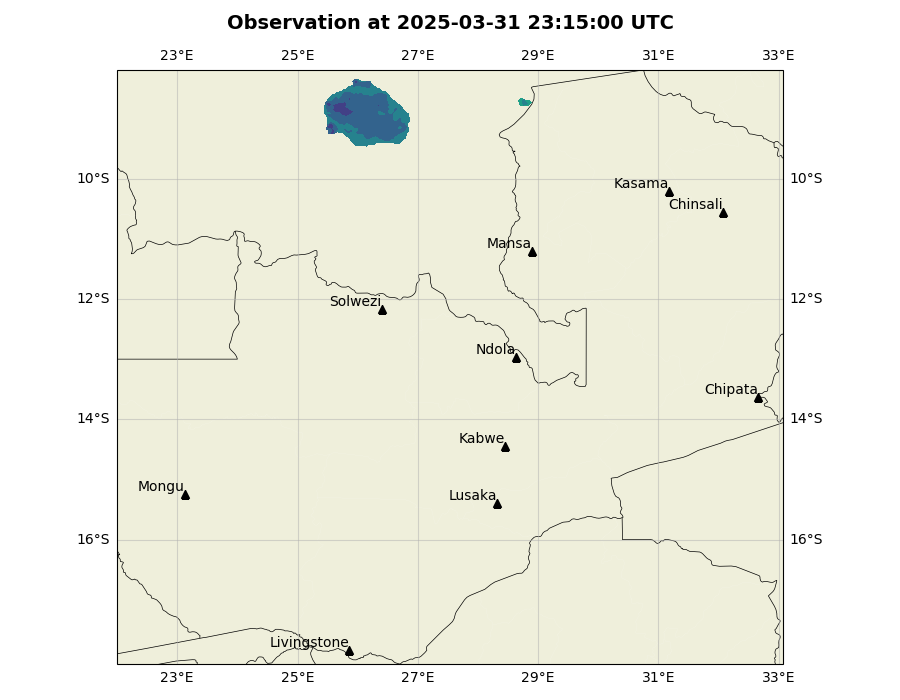 Observation at 2025-03-31 23:15:00 UTC
23°E 25°E 27°E 29°E 31°E 33°E
10°S 10°S
Kasama
Chinsali
Mansa
12°S 12°S
Solwezi
Ndola
Chipata
14°S 14°S
Kabwe
Mongu
Lusaka
16°S 16°S
Livingstone
23°E 25°E 27°E 29°E 31°E 33°E